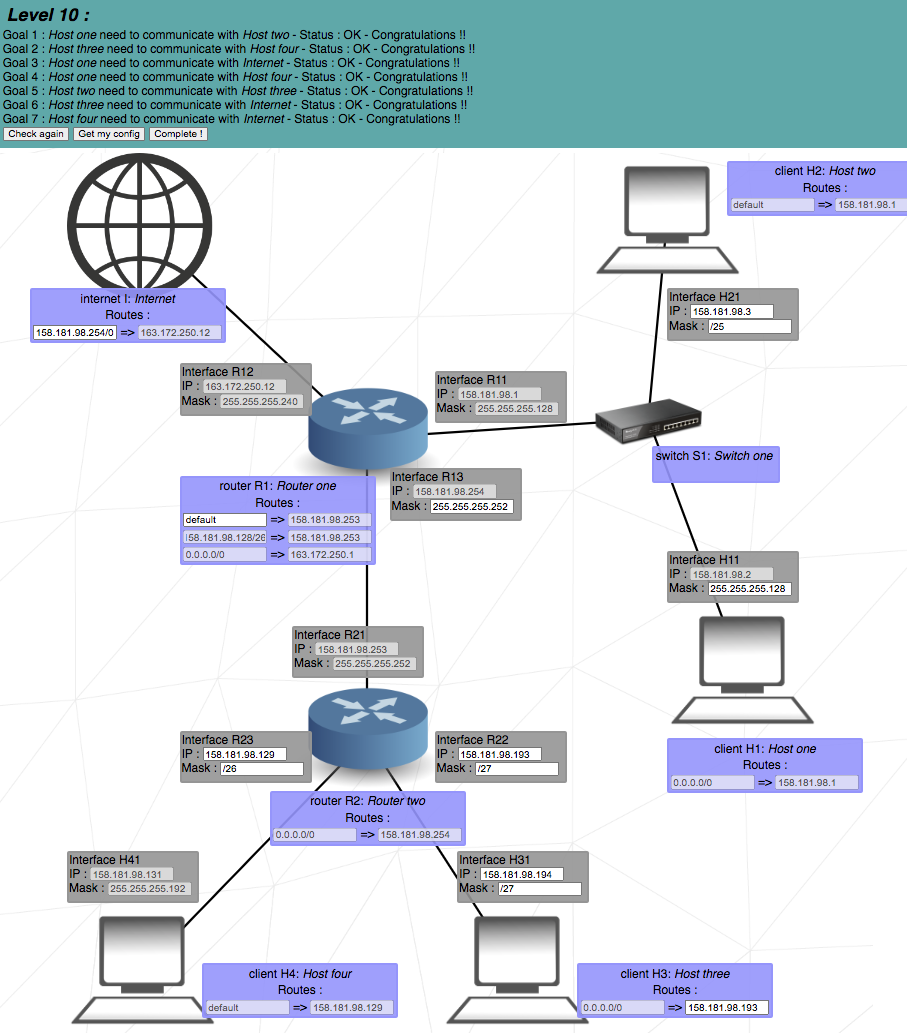 Level 10 :
Goal 1 : Host one need to communicate with Host two - Status : OK - Congratulations !!
Goal 2 : Host three need to communicate with Host four - Status : OK - Congratulations !!
Goal 3 : Host one need to communicate with Internet - Status : OK - Congratulations !!
Goal 4 : Host one need to communicate with Host four - Status : OK - Congratulations !!
Goal 5 : Host two need to communicate with Host three - Status : OK - Congratulations !!
Goal 6 : Host three need to communicate with Internet - Status : OK - Congratulations !!
Goal 7 : Host four need to communicate with Internet - Status : OK - Congratulations !!
Check again Get my config Complete !
client H2: Host two
Routes :
default => 158.181.98.1
internet I: Internet
Routes :
158.181.98.254/0 => 163.172.250.12
Interface H21
IP : 158.181.98.3
Mask : /25
Interface R12
IP : 163.172.250.12
Mask : 255.255.255.240
Interface R11
IP : 158.181.98.1
Mask : 255.255.255.128
switch S1: Switch one
Interface R13
IP : 158.181.98.254
Mask : 255.255.255.252
router R1: Router one
Routes :
default => 158.181.98.253
158.181.98.128/26 => 158.181.98.253
0.0.0.0/0 => 163.172.250.1
Interface H11
IP : 158.181.98.2
Mask : 255.255.255.128
Interface R21
IP : 158.181.98.253
Mask : 255.255.255.252
Interface R23
IP : 158.181.98.129
Mask : /26
Interface R22
IP : 158.181.98.193
Mask : /27
client H1: Host one
Routes :
0.0.0.0/0 => 158.181.98.1
router R2: Router two
Routes :
0.0.0.0/0 => 158.181.98.254
Interface H41
IP : 158.181.98.131
Mask : 255.255.255.192
Interface H31
IP : 158.181.98.194
Mask : /27
client H4: Host four
Routes :
default => 158.181.98.129
client H3: Host three
Routes :
0.0.0.0/0 => 158.181.98.193